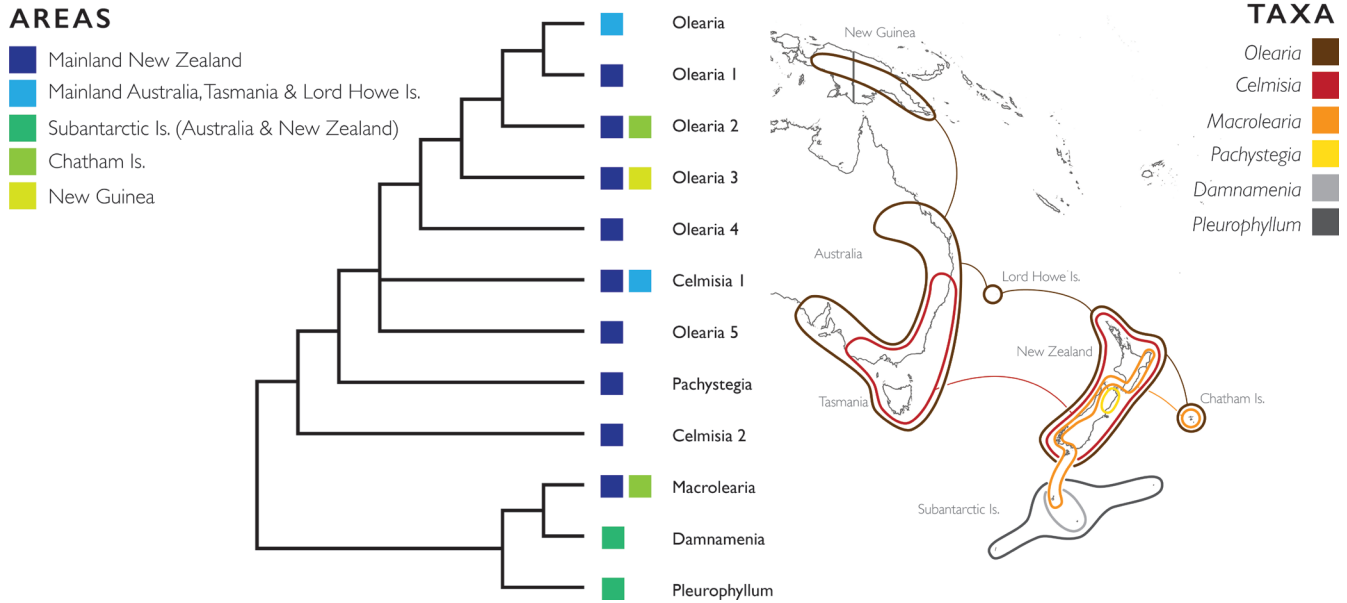 AREAS
Mainland New Zealand
Mainland Australia, Tasmania & Lord Howe Is.
Subantarctic Is. (Australia & New Zealand)
Chatham Is.
New Guinea
Olearia
Olearia 1
Olearia 2
Olearia 3
Olearia 4
Celmisia 1
Olearia 5
Pachystegia
Celmisia 2
Macrolearia
Damnamenia
Pleurophyllum
New Guinea
Australia
Lord Howe Is.
New Zealand
Tasmania
Chatham Is.
Subantarctic Is.
TAXA
Olearia
Celmisia
Macrolearia
Pachystegia
Damnamenia
Pleurophyllum